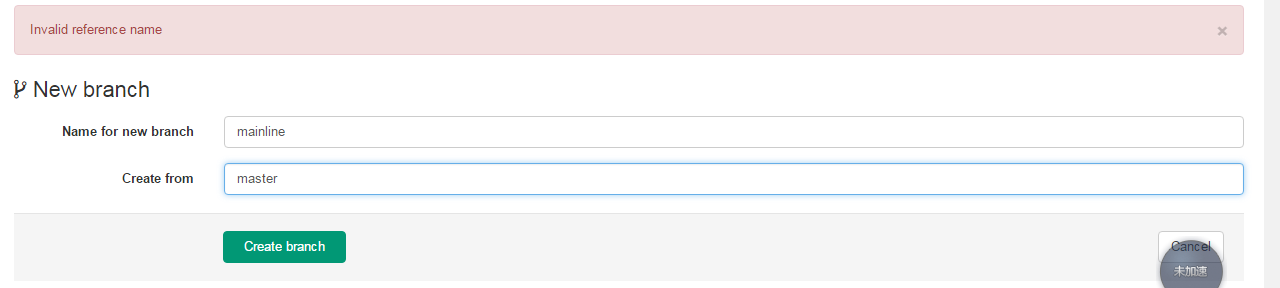 Invalid reference name ×
New branch
Name for new branch mainline
Create from master
Create branch Cancel
未加速